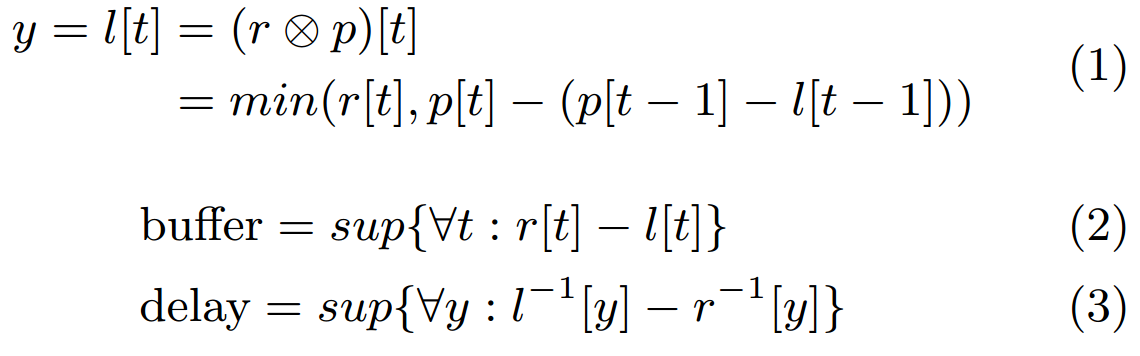 y = l[t] = (r ⊗ p)[t]
= min(r[t], p[t] − (p[t − 1] − l[t − 1])) (1)
buffer = sup{∀t : r[t] − l[t]} (2)
delay = sup{∀y : l⁻¹[y] − r⁻¹[y]} (3)